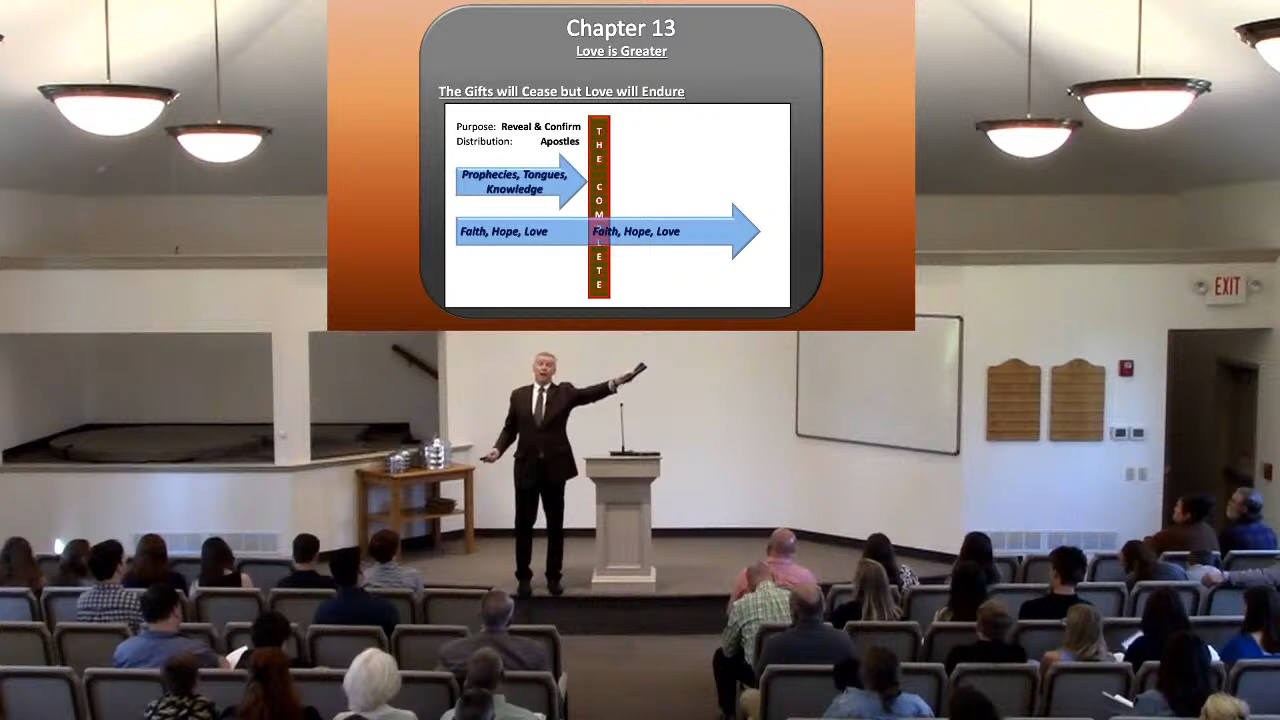 Chapter 13
Love is Greater
The Gifts will Cease but Love will Endure
Purpose: Reveal & Confirm
Distribution: Apostles
Prophecies, Tongues,
Knowledge
Faith, Hope, Love
Faith, Hope, Love
THE COMLETE
EXIT